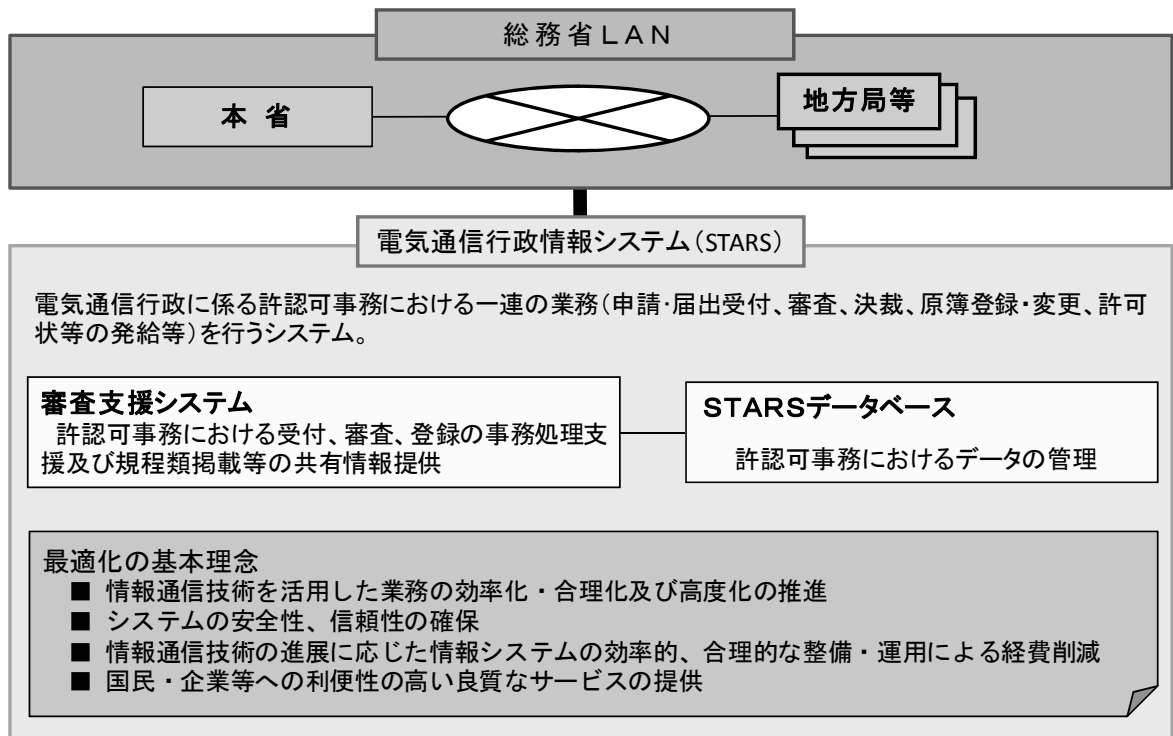 総務省ＬＡＮ
本 省
地方局等
電気通信行政情報システム（STARS）
電気通信行政に係る許認可事務における一連の業務（申請・届出受付、審査、決裁、原簿登録・変更、許可
状等の発給等）を行うシステム。
審査支援システム
許認可事務における受付、審査、登録の事務処理支
援及び規程類掲載等の共有情報提供
ＳＴＡＲＳデータベース
許認可事務におけるデータの管理
最適化の基本理念
■ 情報通信技術を活用した業務の効率化・合理化及び高度化の推進
■ システムの安全性、信頼性の確保
■ 情報通信技術の進展に応じた情報システムの効率的、合理的な整備・運用による経費削減
■ 国民・企業等への利便性の高い良質なサービスの提供